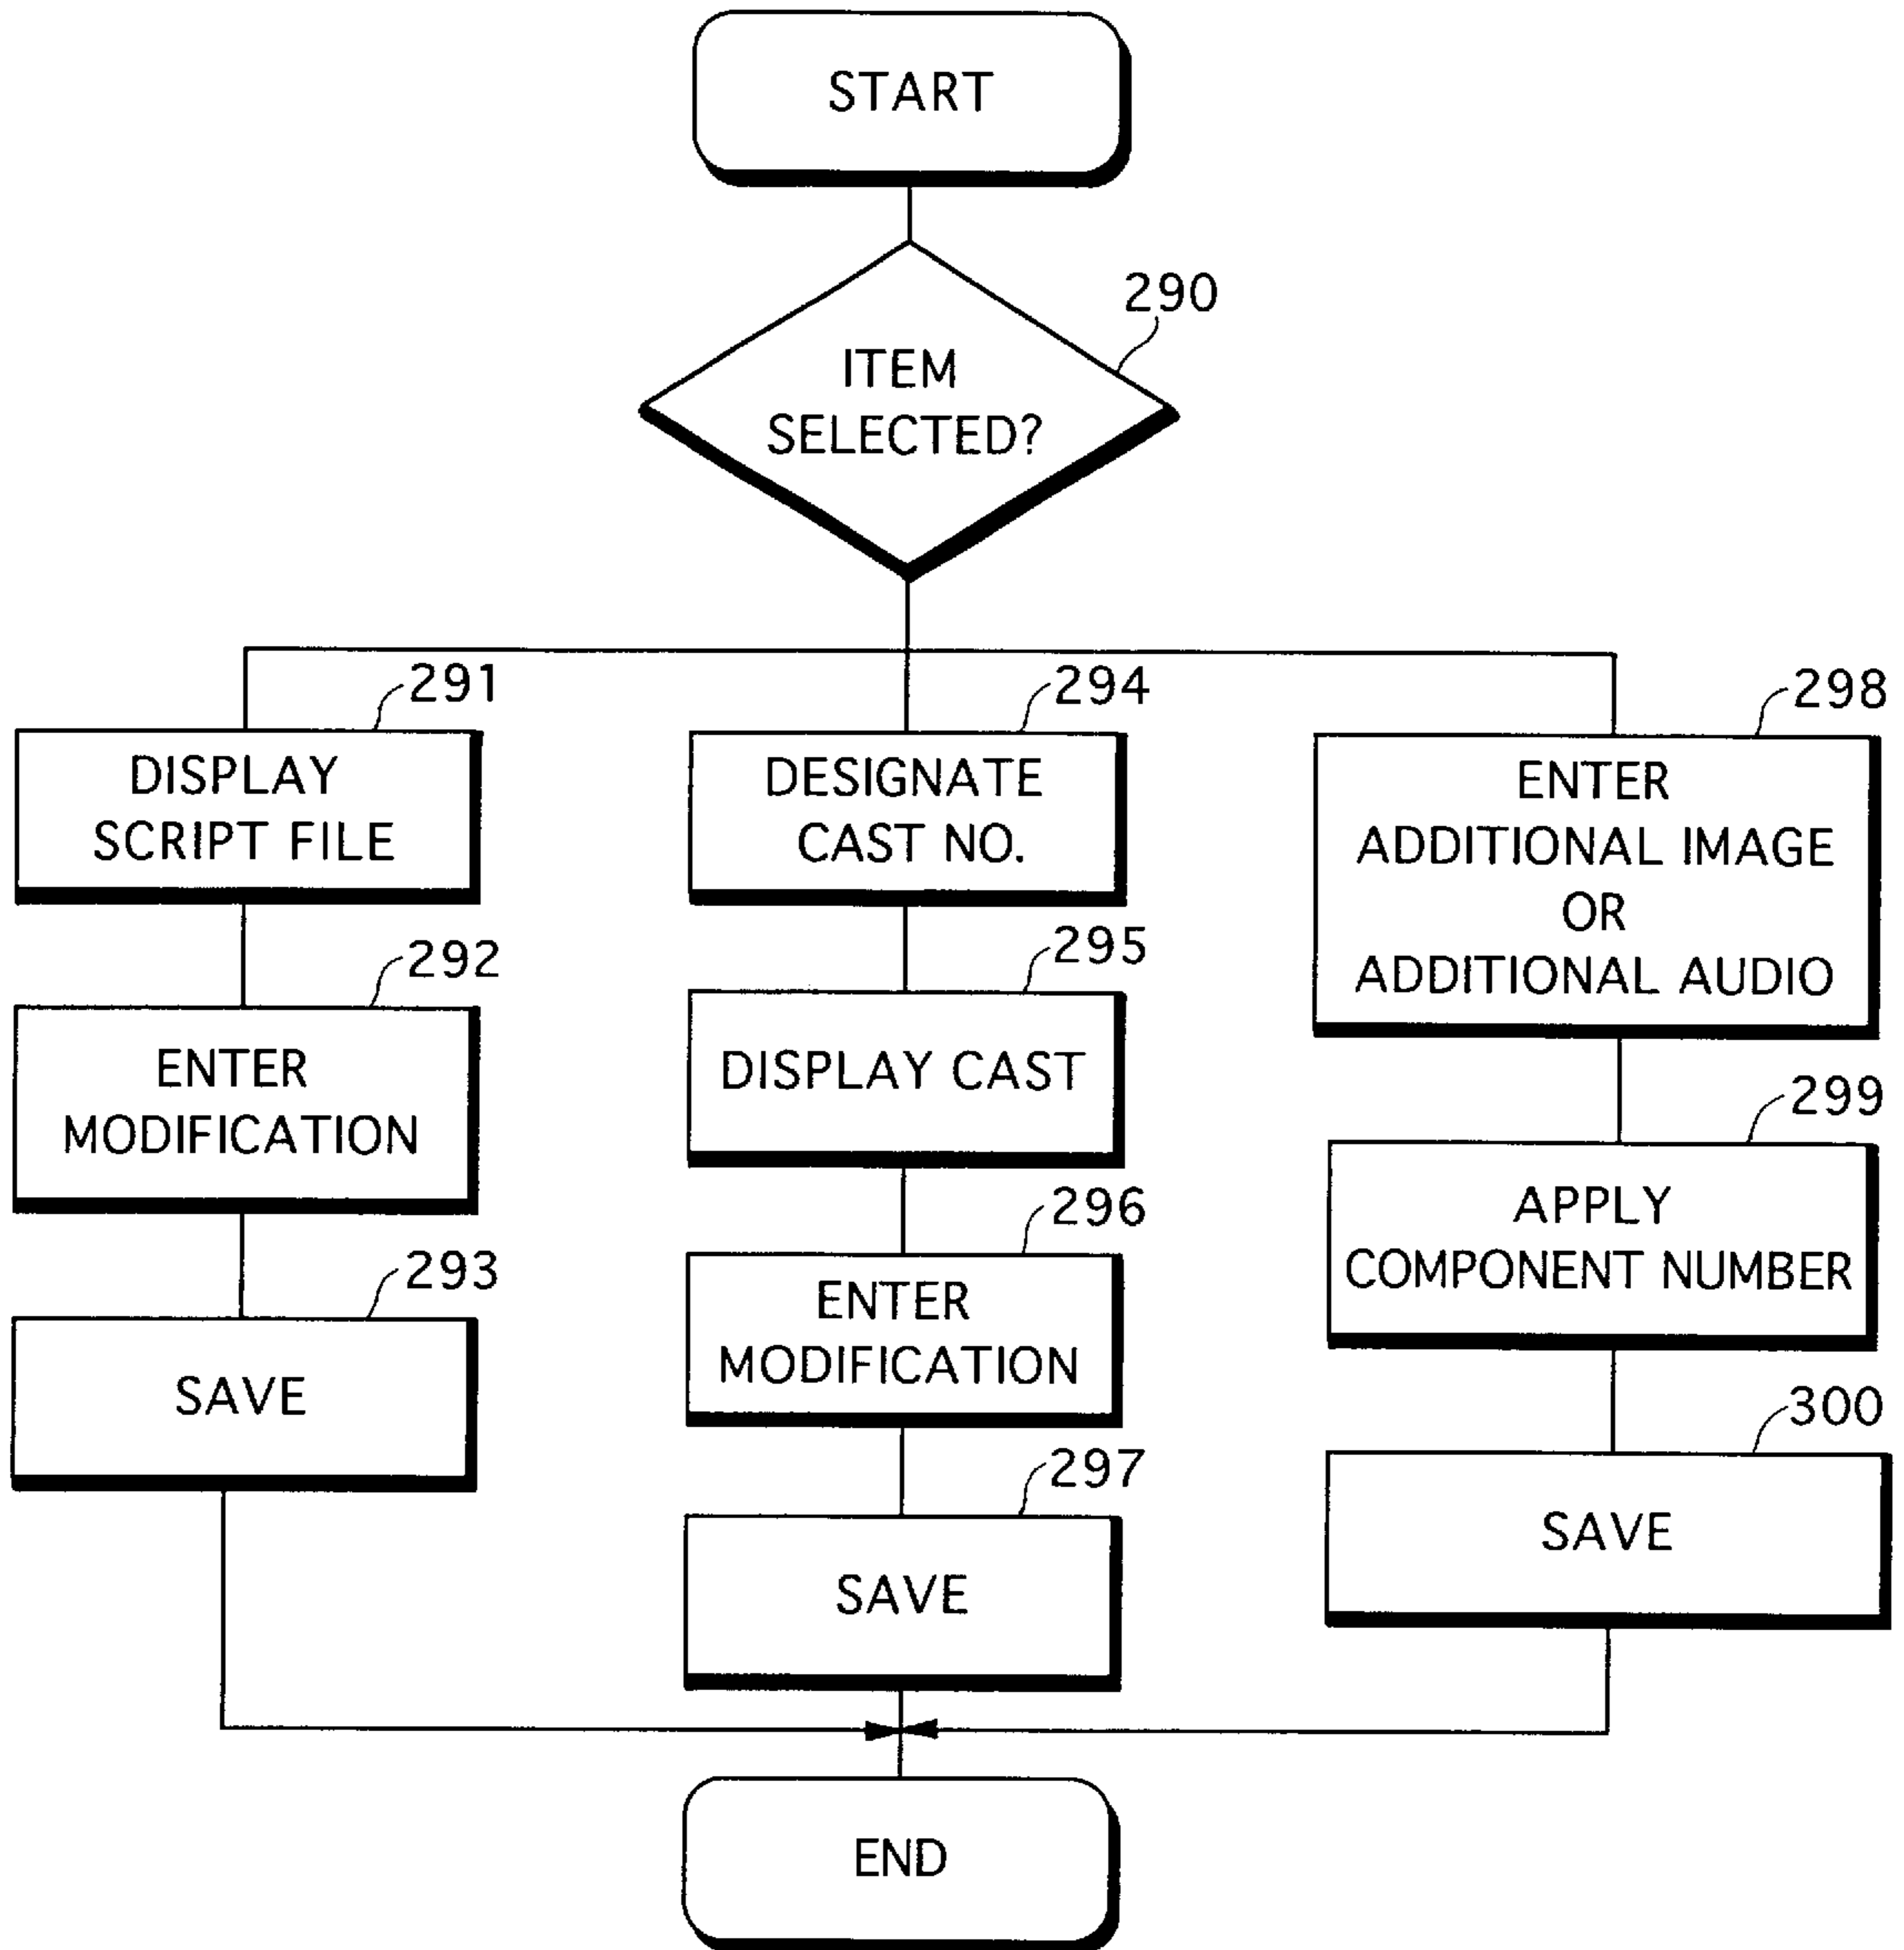 START
290
ITEM
SELECTED?
291
DISPLAY
SCRIPT FILE
292
ENTER
MODIFICATION
293
SAVE
294
DESIGNATE
CAST NO.
295
DISPLAY CAST
296
ENTER
MODIFICATION
297
SAVE
298
ENTER
ADDITIONAL IMAGE
OR
ADDITIONAL AUDIO
299
APPLY
COMPONENT NUMBER
300
SAVE
END